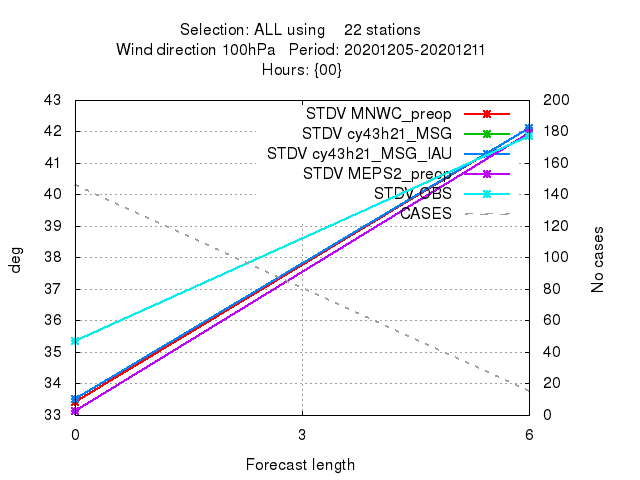 Selection: ALL using 22 stations
Wind direction 100hPa Period: 20201205-20201211
Hours: {00}
43 200
STDV MNWC_preop
42 180
STDV cy43h21_MSG
STDV cy43h21_MSG_IAU
41 160
STDV MEPS2_preop
40 140
STDV OBS
CASES
39 120
38 100
deg
No cases
37 80
36 60
35 40
34 20
33 0
0 3 6
Forecast length